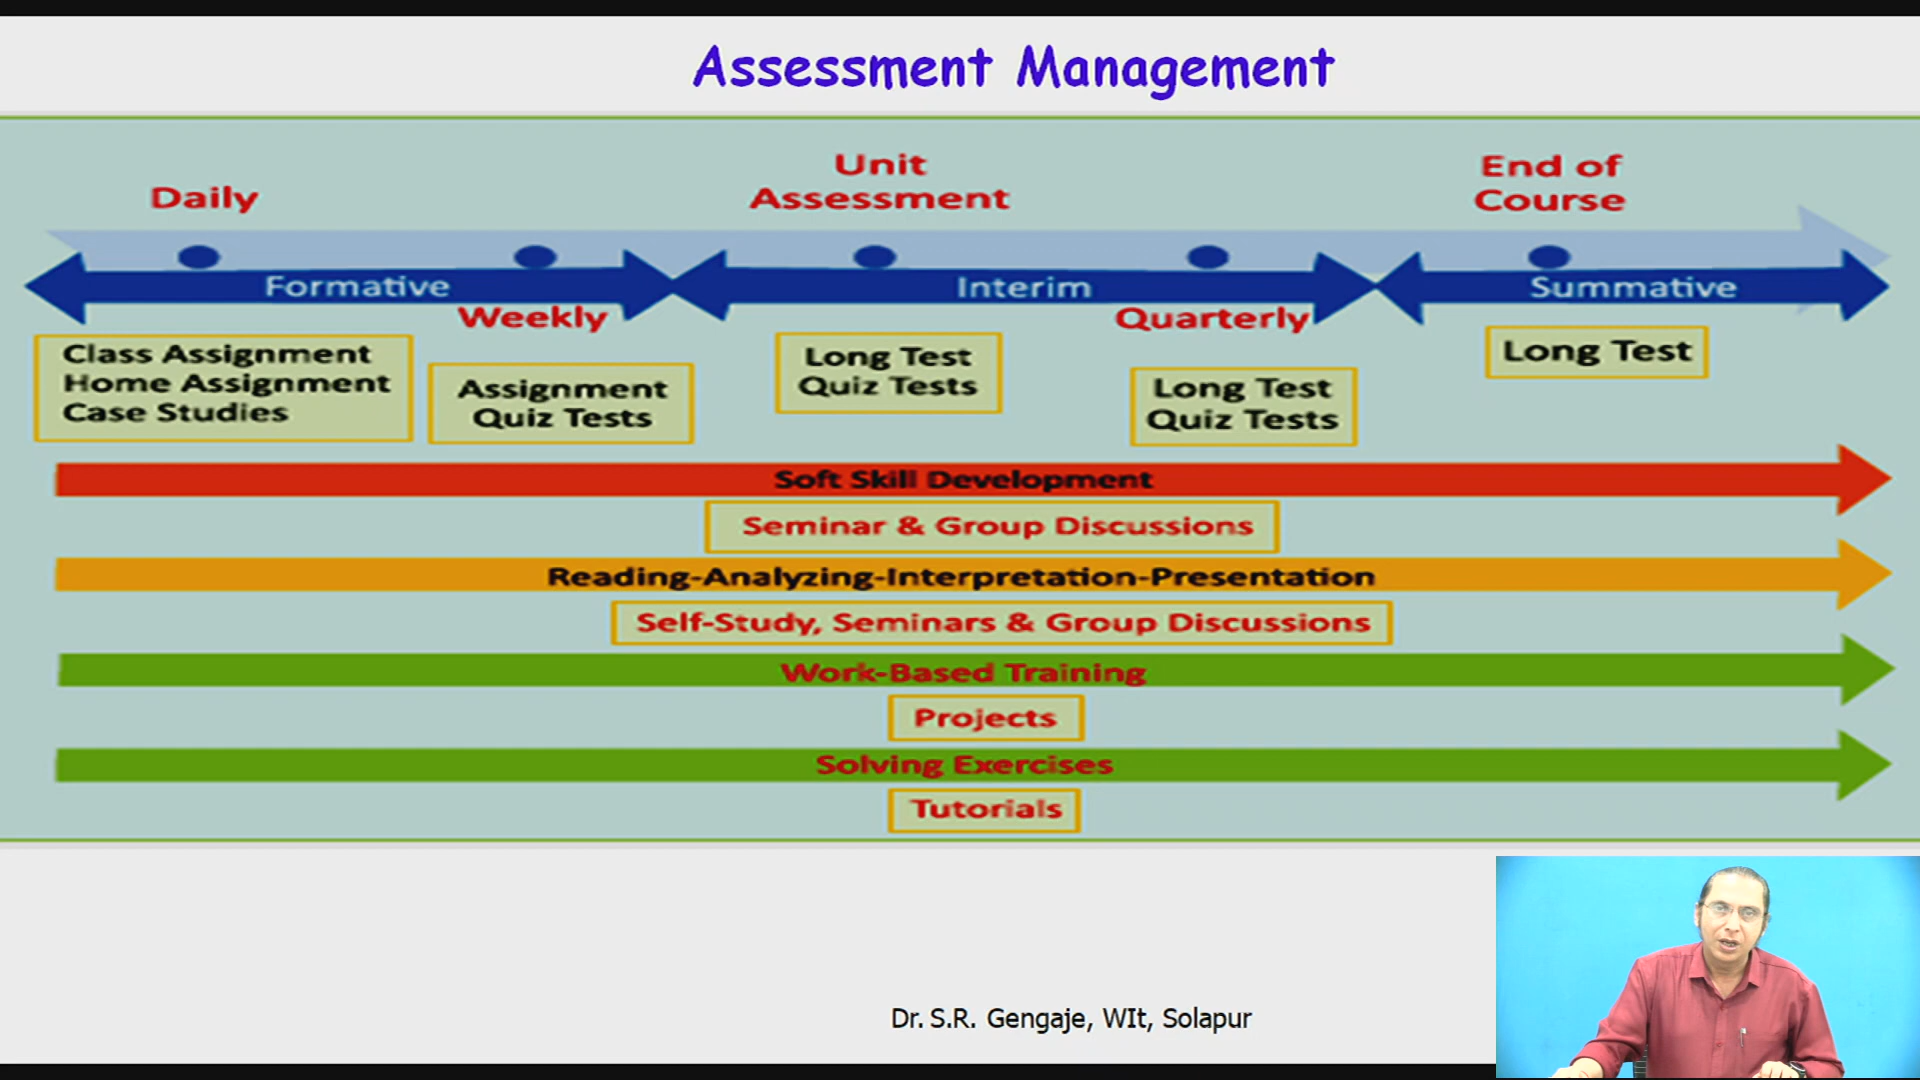 Assessment Management
Daily
Unit
Assessment
End of
Course
Formative
Interim
Summative
Weekly
Quarterly
Class Assignment
Home Assignment
Case Studies
Assignment
Quiz Tests
Long Test
Quiz Tests
Long Test
Quiz Tests
Long Test
Soft Skill Development
Seminar & Group Discussions
Reading-Analyzing-Interpretation-Presentation
Self-Study, Seminars & Group Discussions
Work-Based Training
Projects
Solving Exercises
Tutorials
Dr. S.R. Gengaje, WIt, Solapur